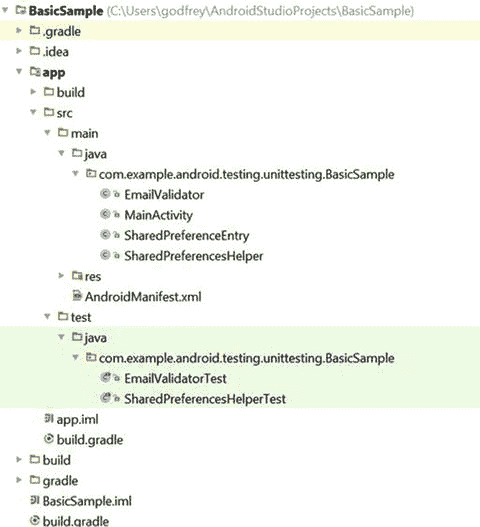 BasicSample (C:\Users\godfrey\AndroidStudioProjects\BasicSample)
.gradle
.idea
app
build
src
main
java
com.example.android.testing.unittesting.BasicSample
EmailValidator
MainActivity
SharedPreferenceEntry
SharedPreferencesHelper
res
AndroidManifest.xml
test
java
com.example.android.testing.unittesting.BasicSample
EmailValidatorTest
SharedPreferencesHelperTest
app.iml
build.gradle
build
gradle
BasicSample.iml
build.gradle